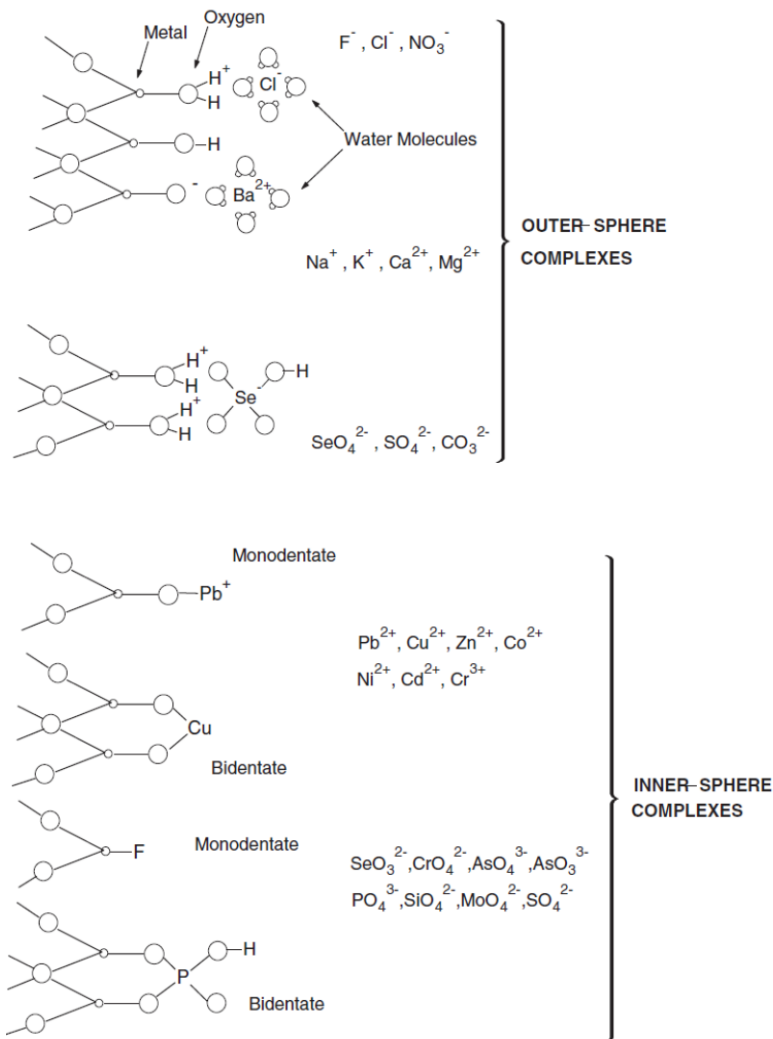 Metal
Oxygen
F⁻, Cl⁻, NO₃⁻
H⁺
H
Cl⁻
H
Water Molecules
⁻
Ba²⁺
OUTER–SPHERE
COMPLEXES
Na⁺, K⁺, Ca²⁺, Mg²⁺
H⁺
H
H⁺
H
Se⁻
H
SeO₄²⁻, SO₄²⁻, CO₃²⁻
Monodentate
Pb⁺
Pb²⁺, Cu²⁺, Zn²⁺, Co²⁺
Ni²⁺, Cd²⁺, Cr³⁺
Cu
Bidentate
INNER–SPHERE
COMPLEXES
F
Monodentate
SeO₃²⁻,CrO₄²⁻,AsO₄³⁻,AsO₃³⁻
PO₄³⁻,SiO₄²⁻,MoO₄²⁻,SO₄²⁻
H
P
Bidentate